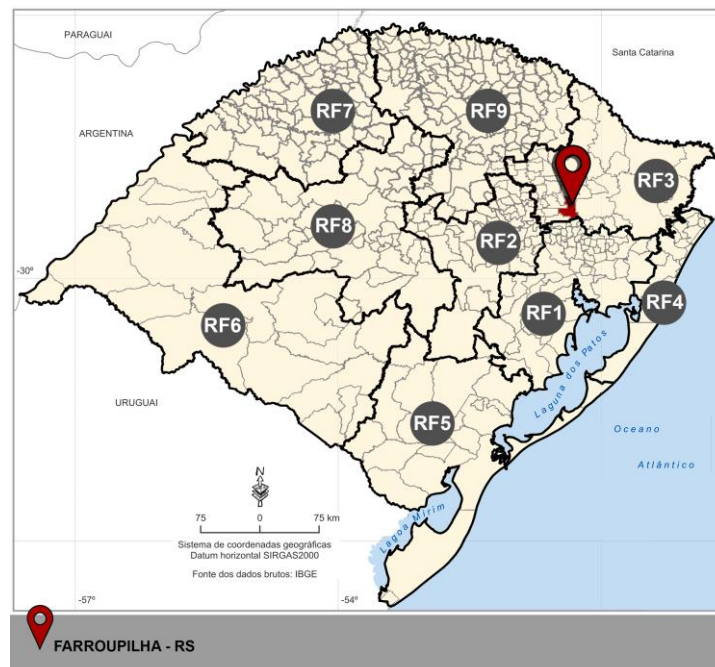 PARAGUAI
Santa Catarina
RF7
RF9
ARGENTINA
RF3
RF8
RF2
-30º
RF4
RF1
RF6
Laguna dos Patos
URUGUAI
RF5
Oceano
Atlântico
N
75 0 75 km
Lagoa Mirim
Sistema de coordenadas geográficas
Datum horizontal SIRGAS2000
Fonte dos dados brutos: IBGE
-57º
-54º
FARROUPILHA - RS